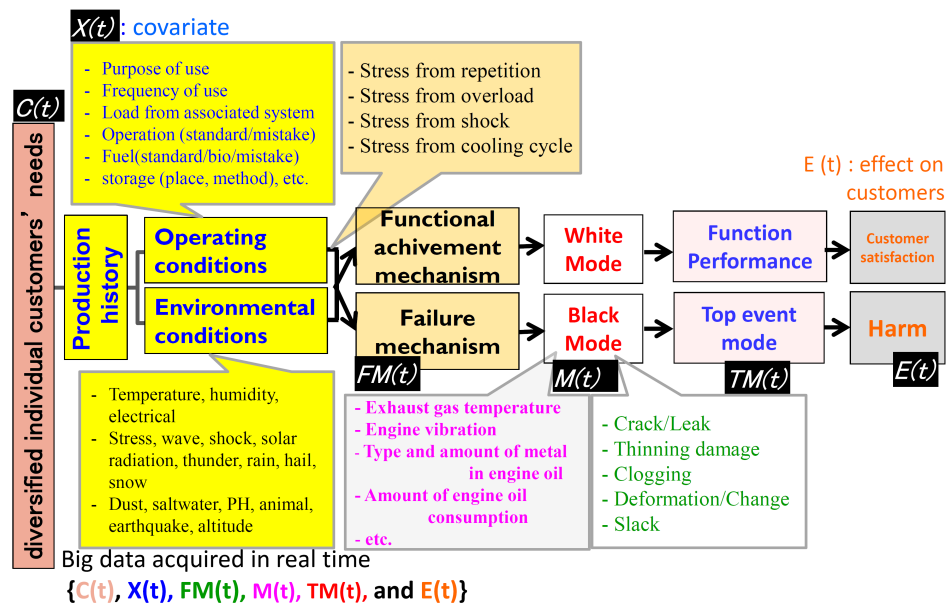 X(t) : covariate
- Purpose of use
- Frequency of use
- Load from associated system
- Operation (standard/mistake)
- Fuel(standard/bio/mistake)
- storage (place, method), etc.
- Stress from repetition
- Stress from overload
- Stress from shock
- Stress from cooling cycle
C(t)
diversified individual customers’ needs
E (t) : effect on
customers
Production
history
Operating
conditions
Environmental
conditions
Functional
achivement
mechanism
White
Mode
Function
Performance
Customer
satisfaction
Failure
mechanism
Black
Mode
Top event
mode
Harm
FM(t)
M(t)
TM(t)
E(t)
- Temperature, humidity,
electrical
- Stress, wave, shock, solar
radiation, thunder, rain, hail,
snow
- Dust, saltwater, PH, animal,
earthquake, altitude
- Exhaust gas temperature
- Engine vibration
- Type and amount of metal
in engine oil
- Amount of engine oil
consumption
- etc.
- Crack/Leak
- Thinning damage
- Clogging
- Deformation/Change
- Slack
Big data acquired in real time
{C(t), X(t), FM(t), M(t), TM(t), and E(t)}